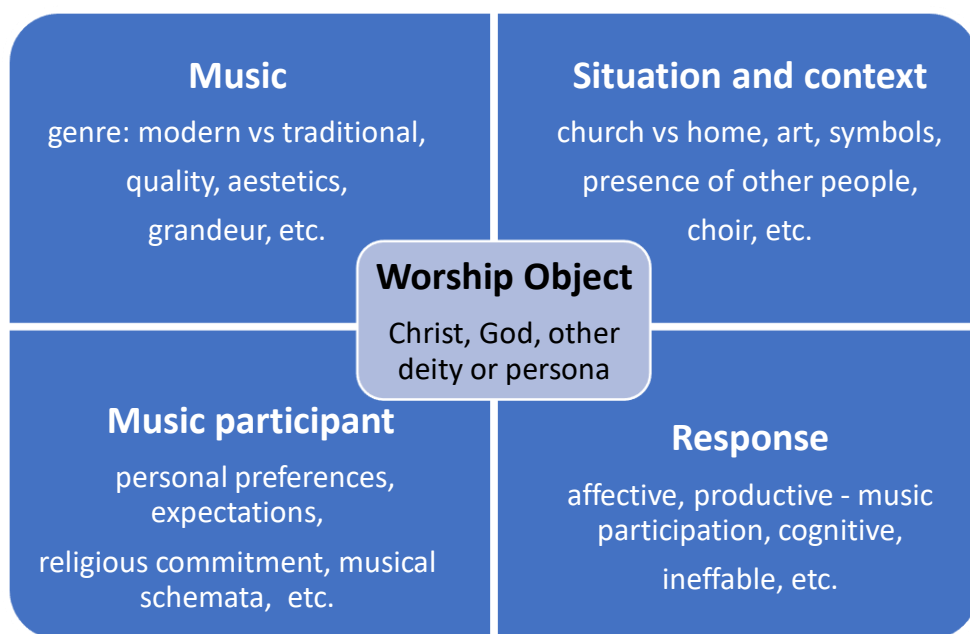 Music
genre: modern vs traditional,
quality, aestetics,
grandeur, etc.
Situation and context
church vs home, art, symbols,
presence of other people,
choir, etc.
Worship Object
Christ, God, other
deity or persona
Music participant
personal preferences,
expectations,
religious commitment, musical
schemata, etc.
Response
affective, productive - music
participation, cognitive,
ineffable, etc.